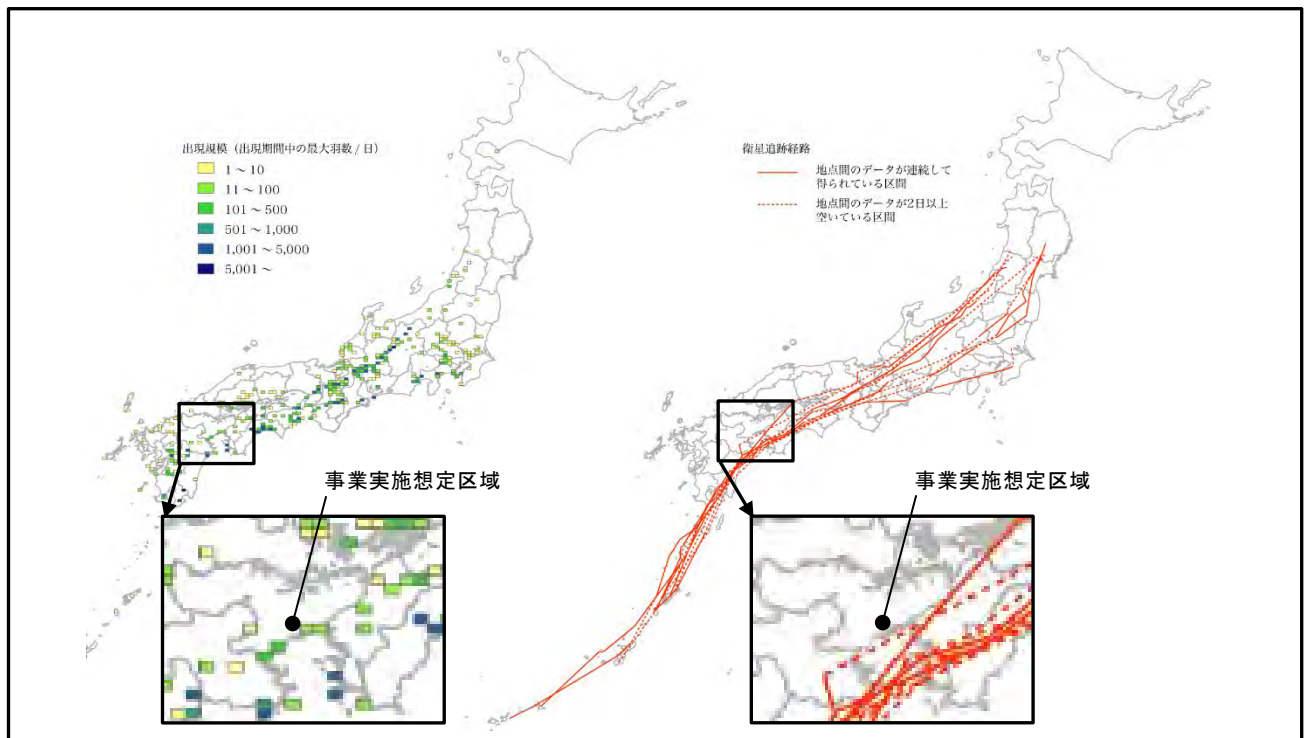 出現規模（出現期間中の最大羽数 / 日）
1～10
11～100
101～500
501～1,000
1,001～5,000
5,001～
衛星追跡経路
地点間のデータが連続して
得られている区間
地点間のデータが2日以上
空いている区間
事業実施想定区域
事業実施想定区域